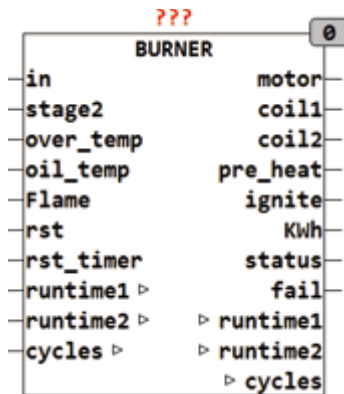 ???
0
BURNER
in motor
stage2 coil1
over_temp coil2
oil_temp pre_heat
Flame ignite
rst KWh
rst_timer status
runtime1 ▷ fail
runtime2 ▷ ▷ runtime1
cycles ▷ ▷ runtime2
▷ cycles